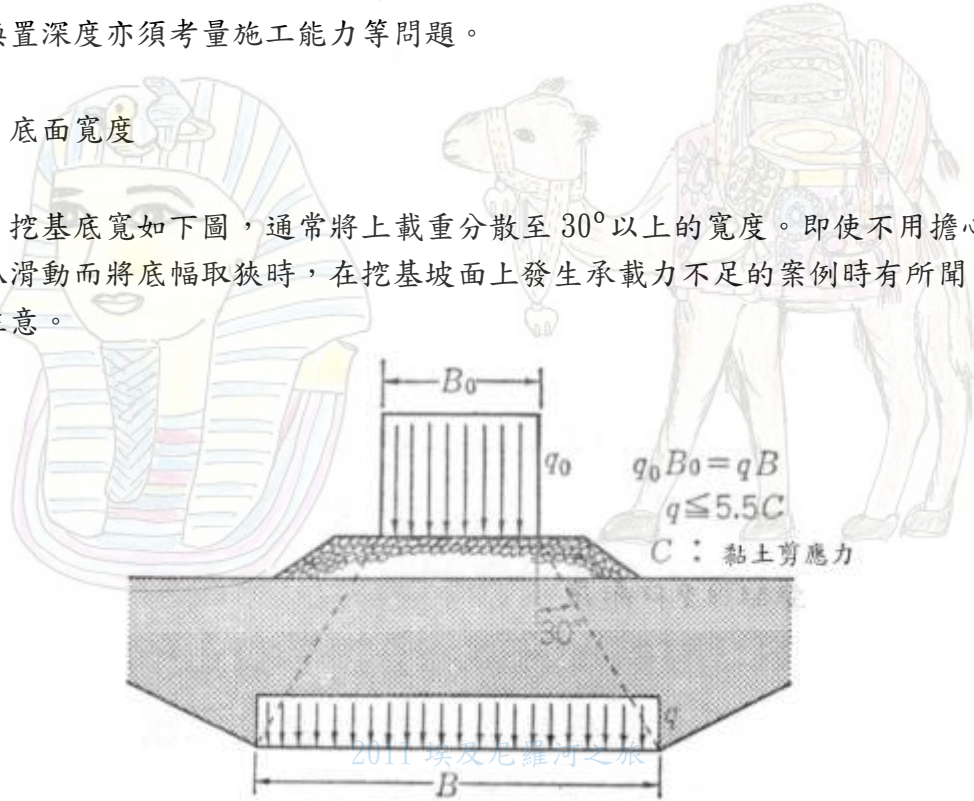 置深度亦須考量施工能力等問題。
底面寬度
挖基底寬如下圖，通常將上載重分散至 30°以上的寬度。即使不用擔心
滑動而將底幅取狹時，在挖基坡面上發生承載力不足的案例時有所聞，
注意。
B₀
q₀
q₀B₀=qB
q≦5.5C
C：黏土剪應力
30°
q
2011 埃及尼羅河之旅
B